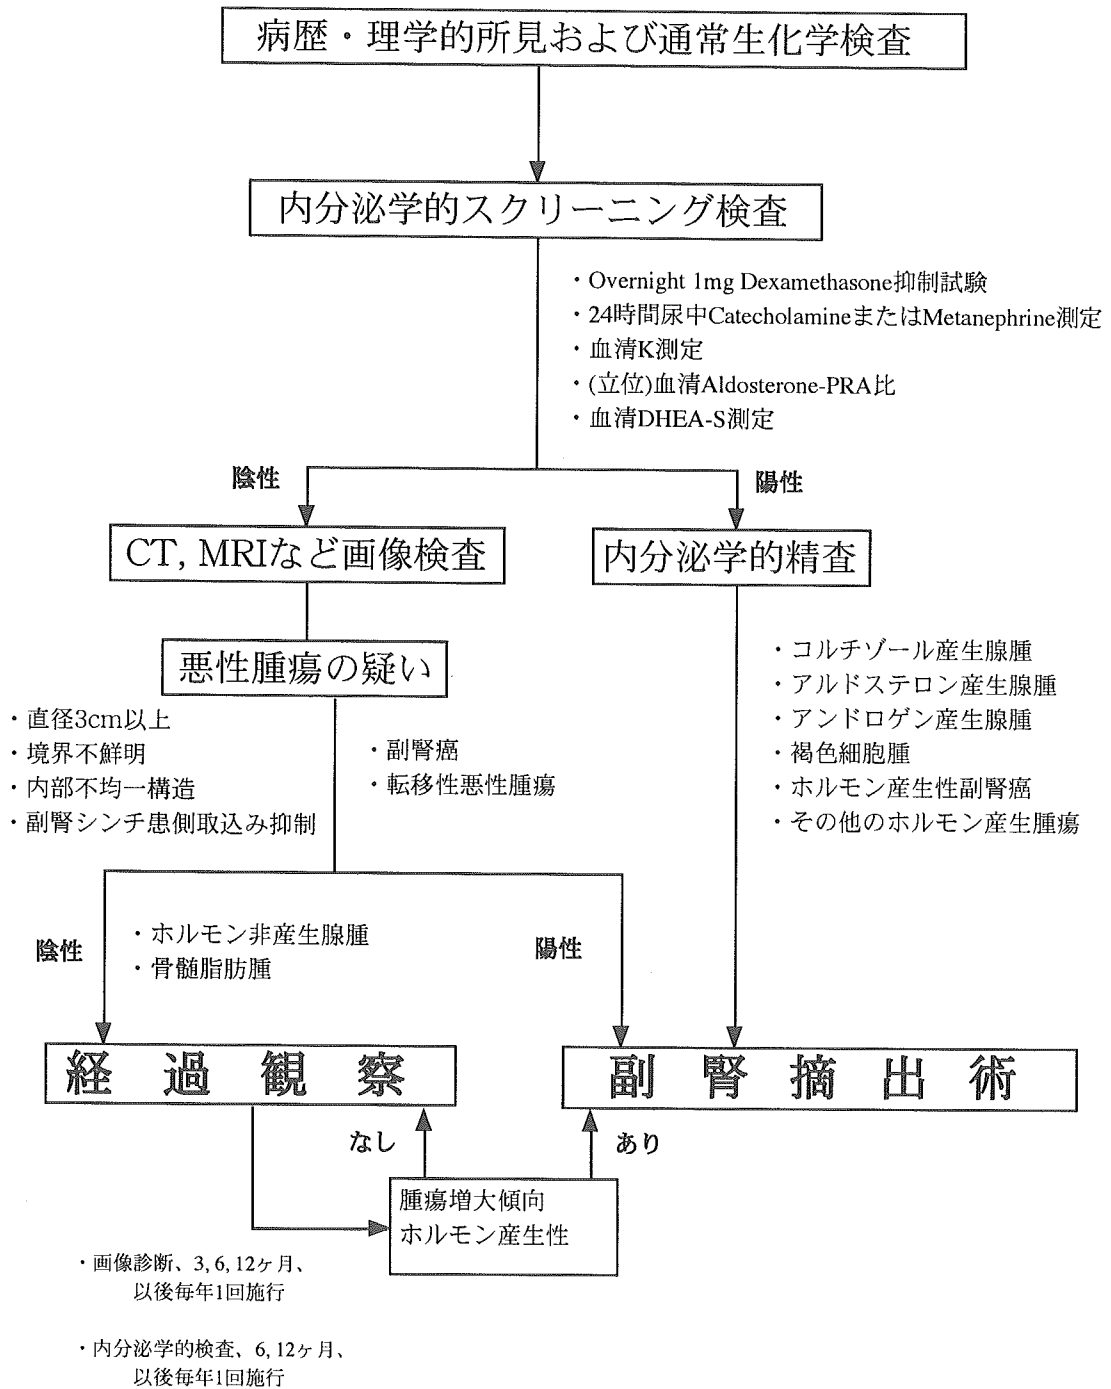 病歴・理学的所見および通常生化学検査
内分泌学的スクリーニング検査
・Overnight 1mg Dexamethasone抑制試験
・24時間尿中CatecholamineまたはMetanephrine測定
・血清K測定
・(立位)血清Aldosterone-PRA比
・血清DHEA-S測定
陰性
陽性
CT, MRIなど画像検査
内分泌学的精査
悪性腫瘍の疑い
・直径3cm以上
・境界不鮮明
・内部不均一構造
・副腎シンチ患側取込み抑制
・副腎癌
・転移性悪性腫瘍
・コルチゾール産生腺腫
・アルドステロン産生腺腫
・アンドロゲン産生腺腫
・褐色細胞腫
・ホルモン産生性副腎癌
・その他のホルモン産生腫瘍
陰性
・ホルモン非産生腺腫
・骨髄脂肪腫
陽性
経過観察
副腎摘出術
なし
あり
腫瘍増大傾向
ホルモン産生性
・画像診断、3, 6, 12ヶ月、
以後毎年1回施行
・内分泌学的検査、6, 12ヶ月、
以後毎年1回施行